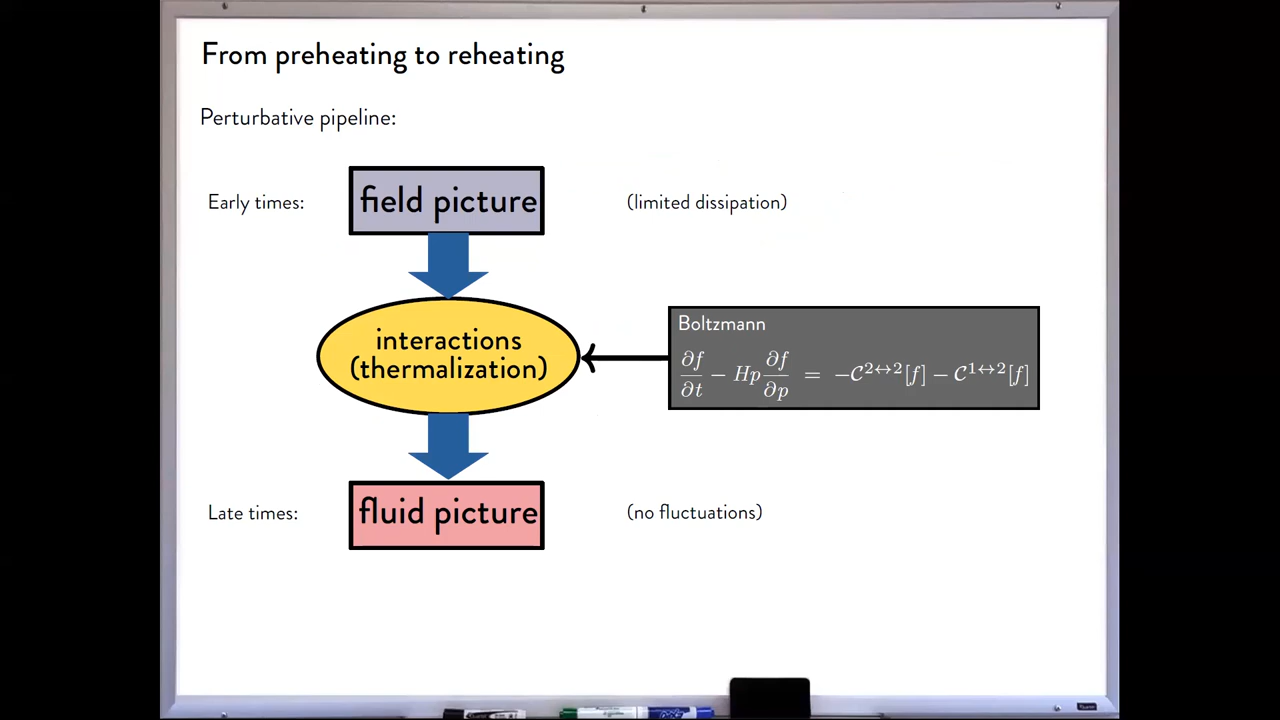 From preheating to reheating
Perturbative pipeline:
Early times:
field picture
(limited dissipation)
interactions
(thermalization)
Boltzmann
∂f/∂t − Hp ∂f/∂p = −𝒞^{2↔2}[f] − 𝒞^{1↔2}[f]
Late times:
fluid picture
(no fluctuations)